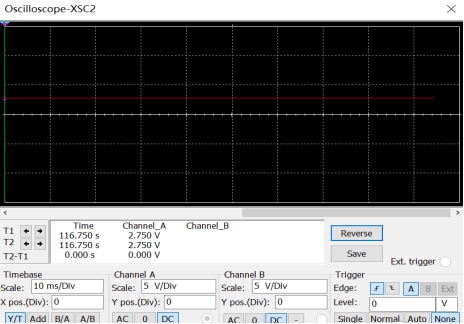 Oscilloscope-XSC2
Time Channel_A Channel_B
T1 116.750 s 2.750 V
T2 116.750 s 2.750 V
T2-T1 0.000 s 0.000 V
Reverse
Save
Ext. trigger
Timebase Channel A Channel B Trigger
Scale: 10 ms/Div Scale: 5 V/Div Scale: 5 V/Div Edge: A B Ext
X pos.(Div): 0 Y pos.(Div): 0 Y pos.(Div): 0 Level: 0 V
Y/T Add B/A A/B AC 0 DC AC 0 DC - Single Normal Auto None